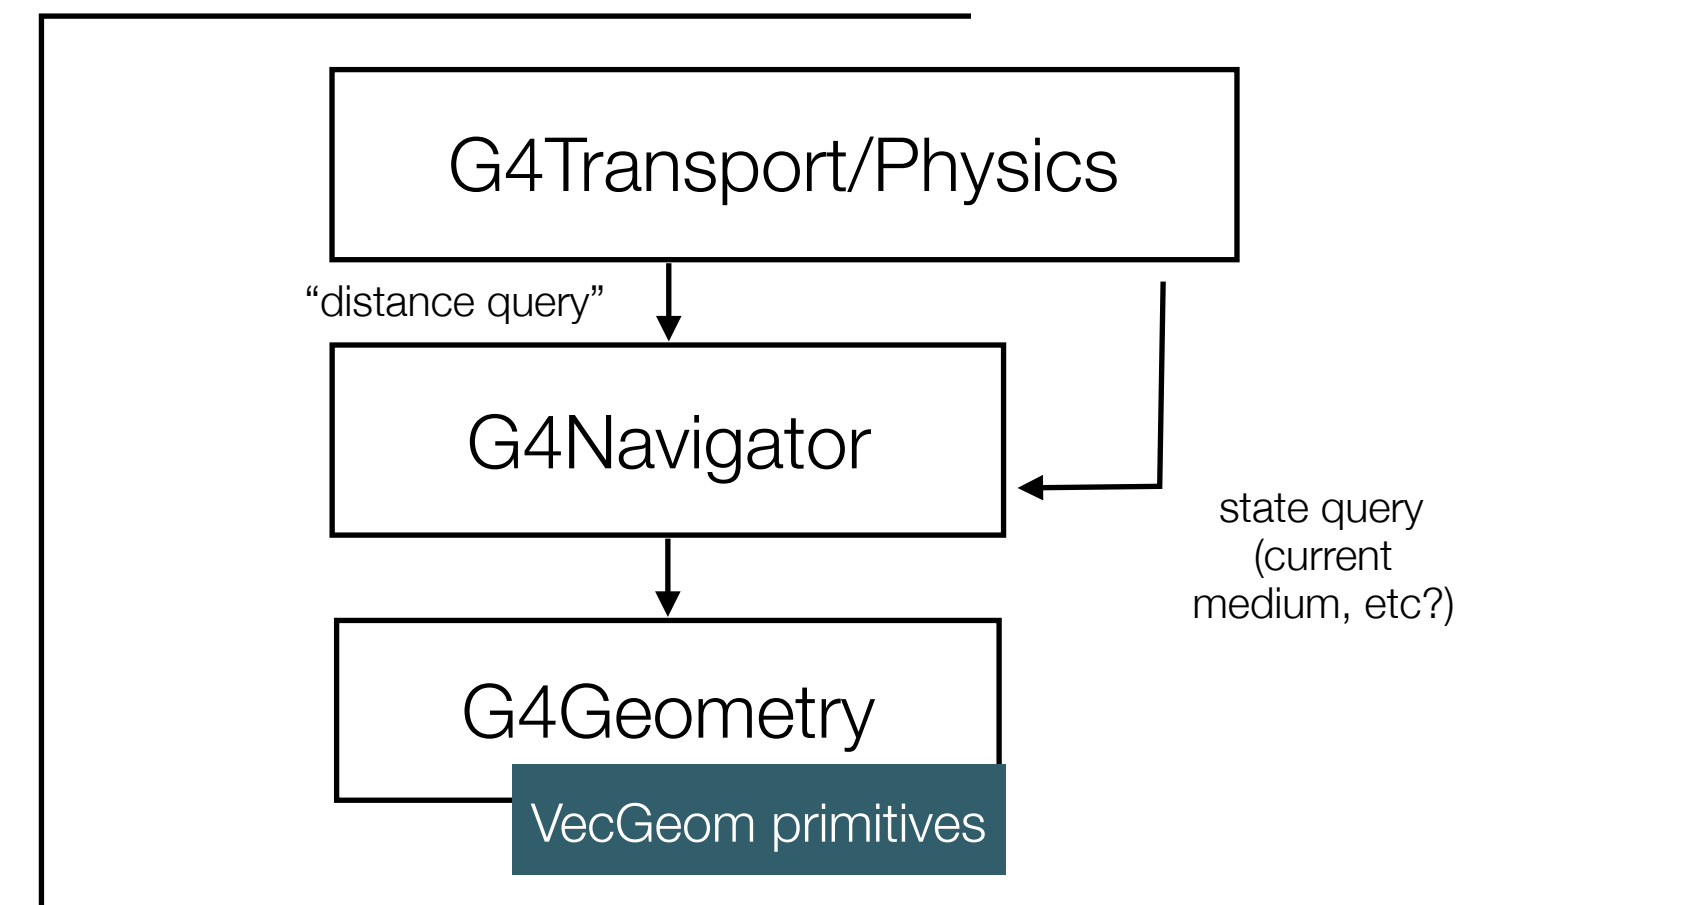 G4Transport/Physics
“distance query”
G4Navigator
state query
(current
medium, etc?)
G4Geometry
VecGeom primitives